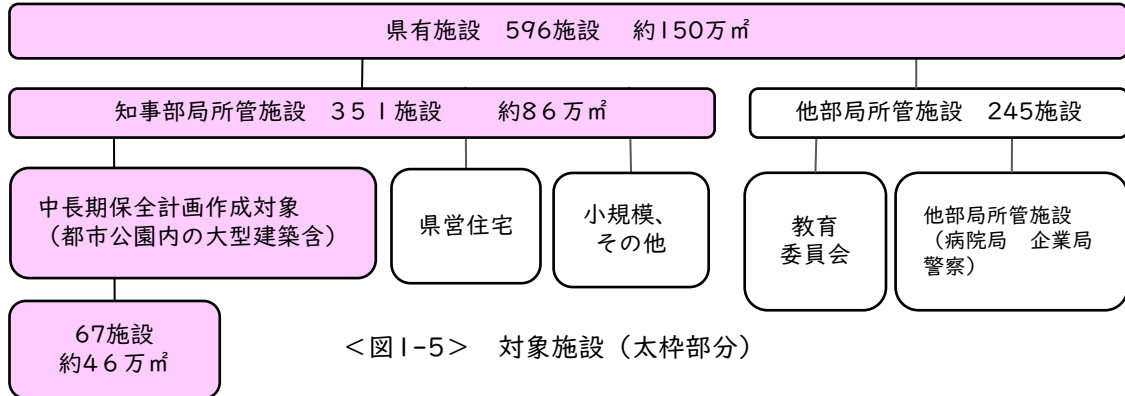 県有施設　596施設　 約150万㎡
知事部局所管施設　３５１施設　　　約８６万㎡
他部局所管施設　245施設
中長期保全計画作成対象
（都市公園内の大型建築含）
県営住宅
小規模、
その他
教育
委員会
他部局所管施設
（病院局　企業局
警察）
67施設
約4６万㎡
＜図1-5＞　対象施設（太枠部分）